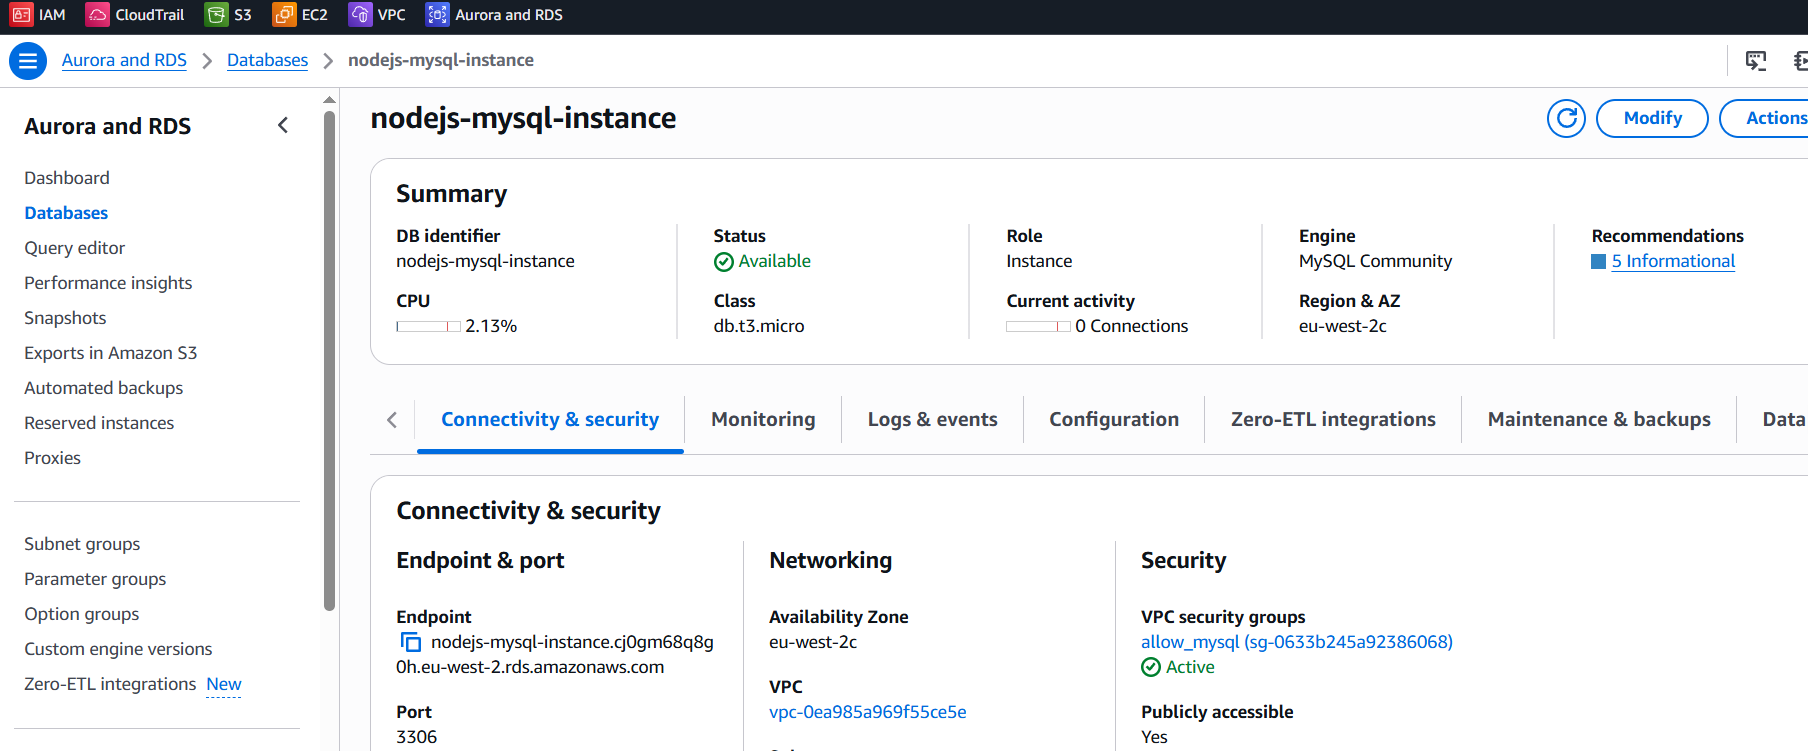 IAM CloudTrail S3 EC2 VPC Aurora and RDS
Aurora and RDS Databases nodejs-mysql-instance
Aurora and RDS
Dashboard
Databases
Query editor
Performance insights
Snapshots
Exports in Amazon S3
Automated backups
Reserved instances
Proxies
Subnet groups
Parameter groups
Option groups
Custom engine versions
Zero-ETL integrations New
nodejs-mysql-instance
Modify
Actions
Summary
DB identifier
nodejs-mysql-instance
CPU
2.13%
Status
Available
Class
db.t3.micro
Role
Instance
Current activity
0 Connections
Engine
MySQL Community
Region & AZ
eu-west-2c
Recommendations
5 Informational
Connectivity & security Monitoring Logs & events Configuration Zero-ETL integrations Maintenance & backups Data
Connectivity & security
Endpoint & port
Endpoint
nodejs-mysql-instance.cj0gm68q8g
0h.eu-west-2.rds.amazonaws.com
Port
3306
Networking
Availability Zone
eu-west-2c
VPC
vpc-0ea985a969f55ce5e
Security
VPC security groups
allow_mysql (sg-0633b245a92386068)
Active
Publicly accessible
Yes